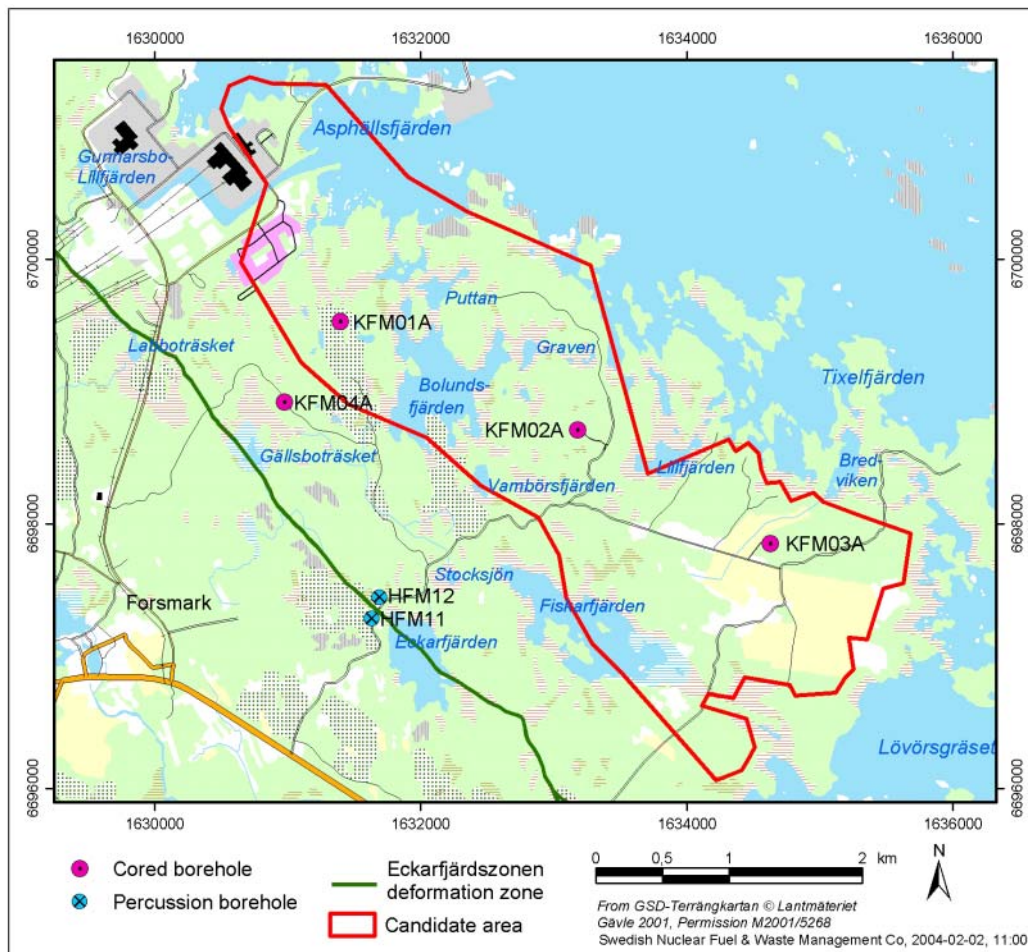 1630000
1632000
1634000
1636000
Asphällsfjärden
Gunnarsbo-
Lillfjärden
6700000
6700000
Puttan
KFM01A
Labboträsket
Graven
Tixelfjärden
Bolunds-
fjärden
KFM04A
KFM02A
Gällsboträsket
Lillfjärden
Bred-
viken
Vambörsfjärden
6698000
6698000
KFM03A
Stocksjön
HFM12
Forsmark
Fiskarfjärden
HFM11
Eckarfjärden
Lövörsgräset
6696000
6696000
1630000
1632000
1634000
1636000
Cored borehole
Percussion borehole
Eckarfjärdszonen
deformation zone
Candidate area
0 0,5 1 2 km
N
From GSD-Terrängkartan © Lantmäteriet
Gävle 2001, Permission M2001/5268
Swedish Nuclear Fuel & Waste Management Co, 2004-02-02, 11:00